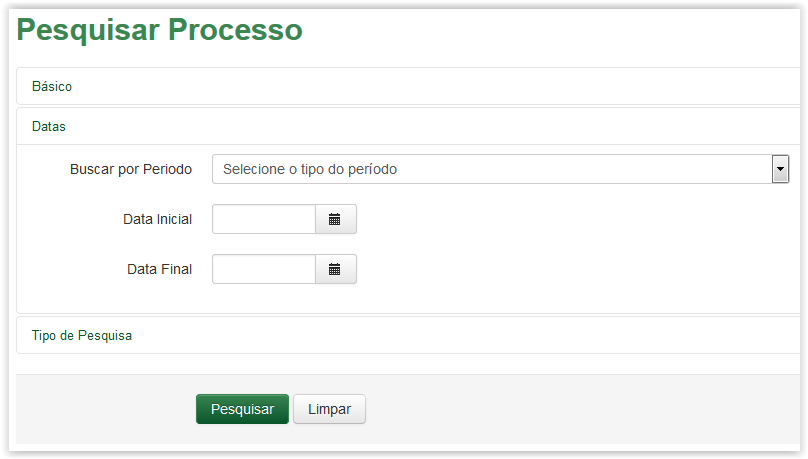 Pesquisar Processo
Básico
Datas
Buscar por Periodo Selecione o tipo do período
Data Inicial
Data Final
Tipo de Pesquisa
Pesquisar Limpar